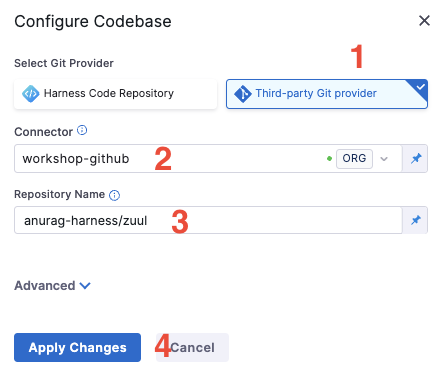 Configure Codebase
1
Select Git Provider
Harness Code Repository
Third-party Git provider
Connector
workshop-github 2 ORG
Repository Name
anurag-harness/zuul 3
Advanced
Apply Changes 4 Cancel